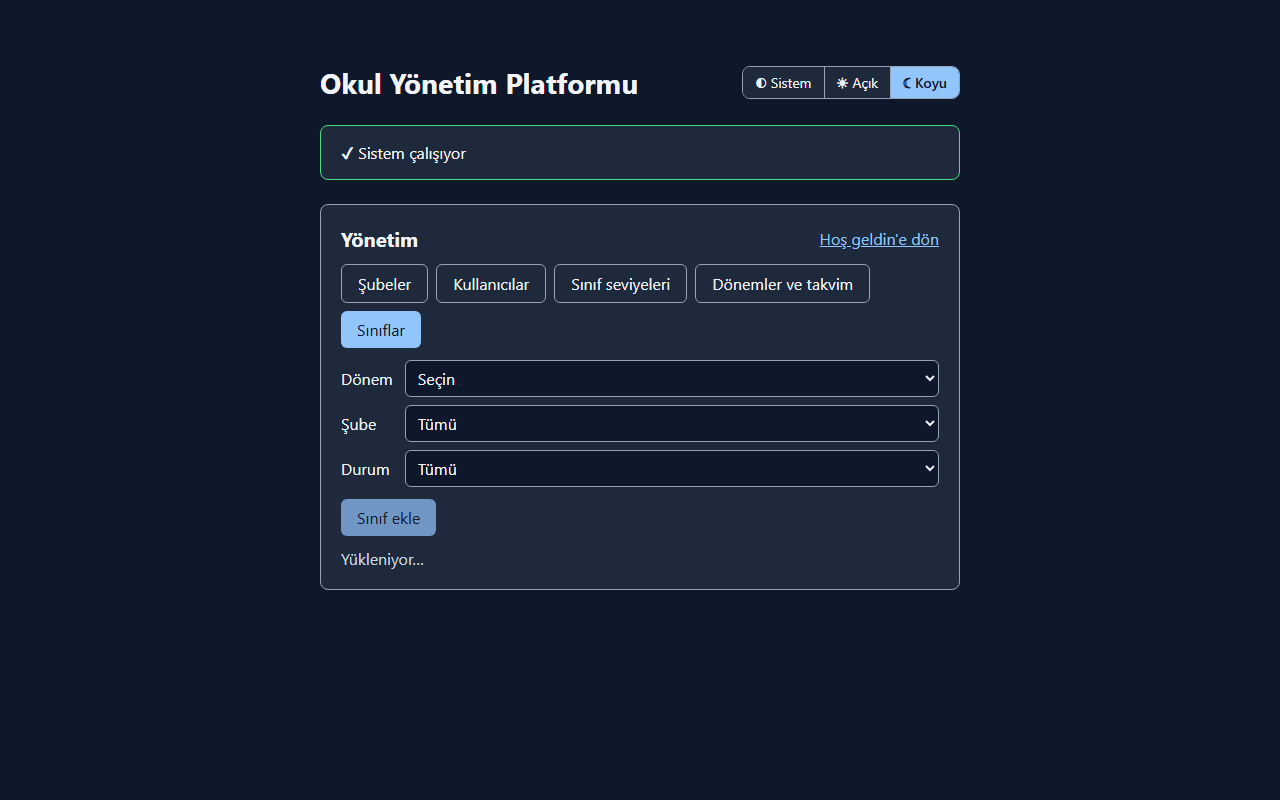 Okul Yönetim Platformu
◐ Sistem ☀ Açık ☾ Koyu
✔ Sistem çalışıyor
Yönetim Hoş geldin'e dön
Şubeler Kullanıcılar Sınıf seviyeleri Dönemler ve takvim
Sınıflar
Dönem Seçin
Şube Tümü
Durum Tümü
Sınıf ekle
Yükleniyor...